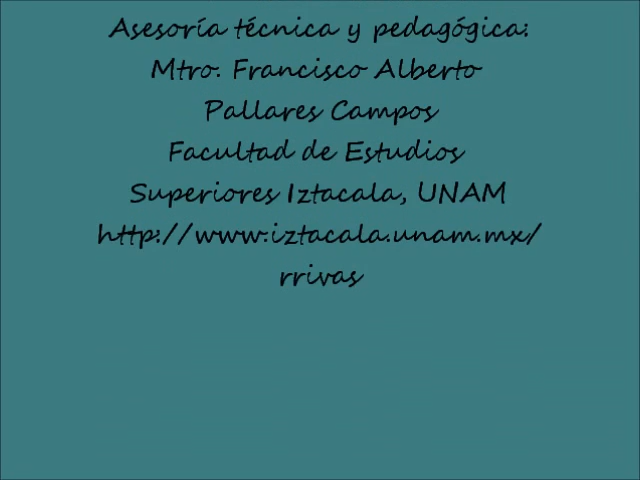 Asesoría técnica y pedagógica:
Mtro. Francisco Alberto
Pallares Campos
Facultad de Estudios
Superiores Iztacala, UNAM
http://www.iztacala.unam.mx/
rrivas